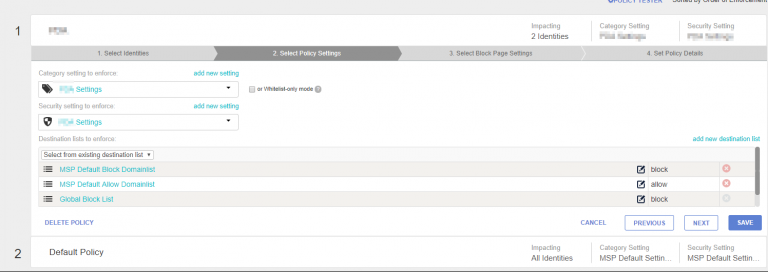 POLICY TESTER Sorted by Order of Enforcement
1
Impacting
2 Identities
Category Setting
Settings
Security Setting
Settings
1. Select Identities
2. Select Policy Settings
3. Select Block Page Settings
4. Set Policy Details
Category setting to enforce: add new setting
Settings
or Whitelist-only mode ?
Security setting to enforce: add new setting
Settings
Destination lists to enforce: add new destination list
Select from existing destination list
MSP Default Block Domainlist block
MSP Default Allow Domainlist allow
Global Block List block
DELETE POLICY CANCEL PREVIOUS NEXT SAVE
2
Default Policy
Impacting
All Identities
Category Setting
MSP Default Settin...
Security Setting
MSP Default Settin...